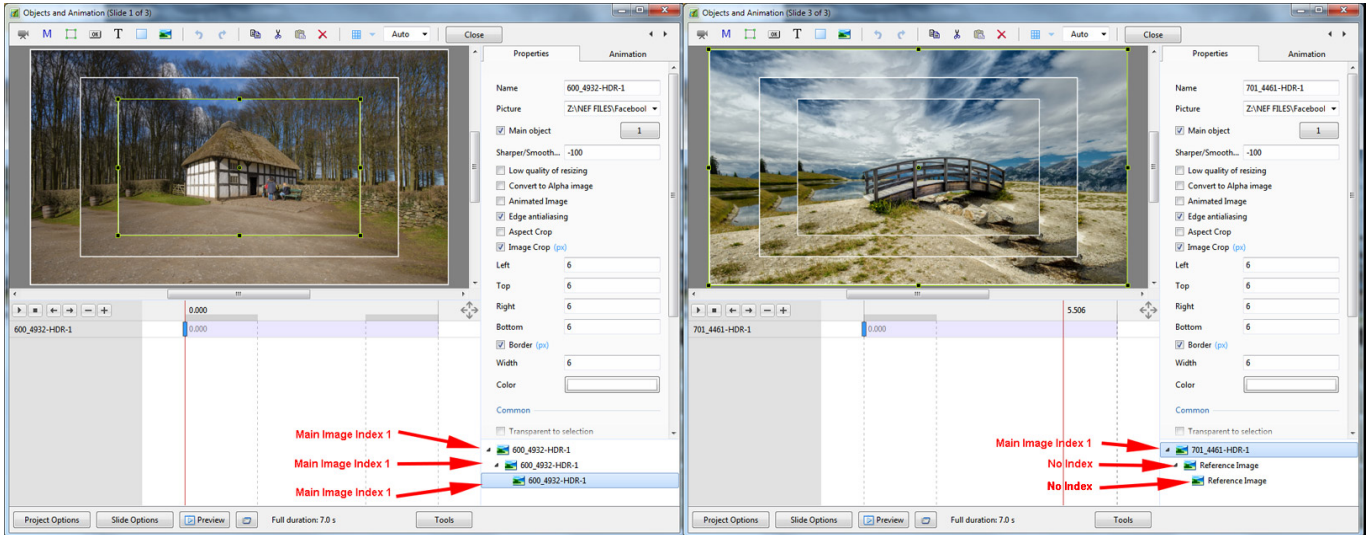 Objects and Animation (Slide 1 of 3)
M OK T Auto Close
Properties Animation
Name 600_4932-HDR-1
Picture Z:\NEF FILES\Facebool
Main object 1
Sharper/Smooth... -100
Low quality of resizing
Convert to Alpha image
Animated Image
Edge antialiasing
Aspect Crop
Image Crop (px)
Left 6
Top 6
Right 6
Bottom 6
Border (px)
Width 6
Color
Common
Transparent to selection
0.000
600_4932-HDR-1 0.000
Main Image Index 1 600_4932-HDR-1
Main Image Index 1 600_4932-HDR-1
Main Image Index 1 600_4932-HDR-1
Project Options Slide Options Preview Full duration: 7.0 s Tools
Objects and Animation (Slide 3 of 3)
M OK T Auto Close
Properties Animation
Name 701_4461-HDR-1
Picture Z:\NEF FILES\Facebool
Main object 1
Sharper/Smooth... -100
Low quality of resizing
Convert to Alpha image
Animated Image
Edge antialiasing
Aspect Crop
Image Crop (px)
Left 6
Top 6
Right 6
Bottom 6
Border (px)
Width 6
Color
Common
Transparent to selection
5.506
701_4461-HDR-1 0.000
Main Image Index 1 701_4461-HDR-1
No Index Reference Image
No Index Reference Image
Project Options Slide Options Preview Full duration: 7.0 s Tools